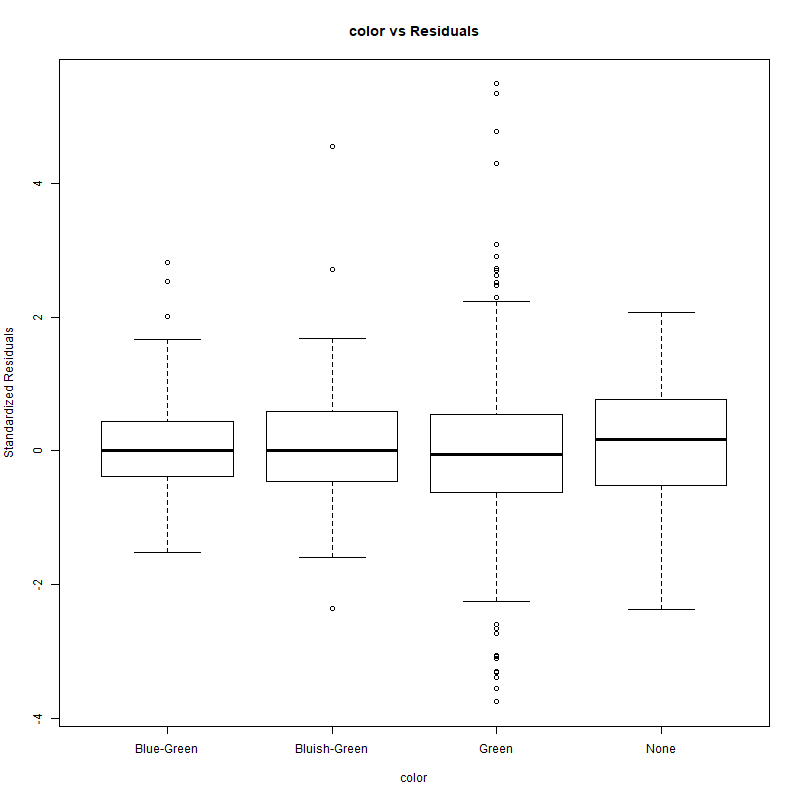 color vs Residuals
Standardized Residuals
4
2
0
-2
-4
Blue-Green Bluish-Green Green None
color